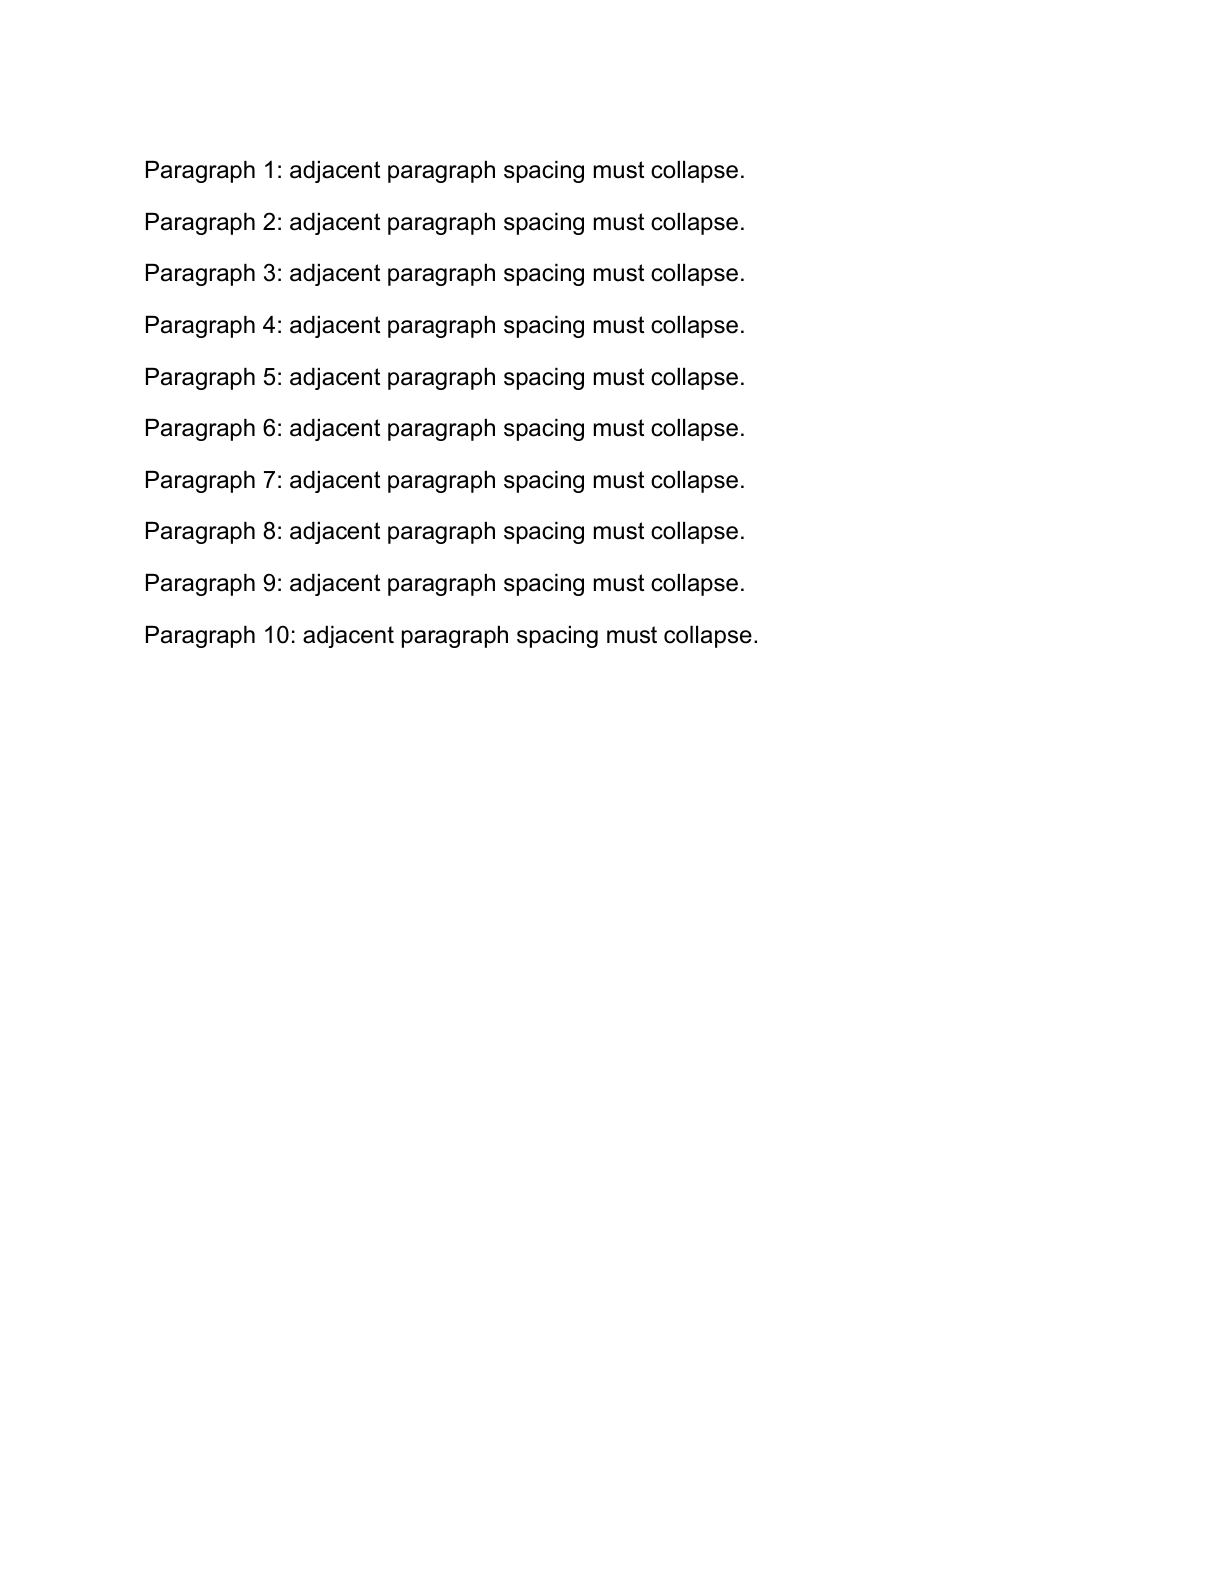 Paragraph 1: adjacent paragraph spacing must collapse.
Paragraph 2: adjacent paragraph spacing must collapse.
Paragraph 3: adjacent paragraph spacing must collapse.
Paragraph 4: adjacent paragraph spacing must collapse.
Paragraph 5: adjacent paragraph spacing must collapse.
Paragraph 6: adjacent paragraph spacing must collapse.
Paragraph 7: adjacent paragraph spacing must collapse.
Paragraph 8: adjacent paragraph spacing must collapse.
Paragraph 9: adjacent paragraph spacing must collapse.
Paragraph 10: adjacent paragraph spacing must collapse.